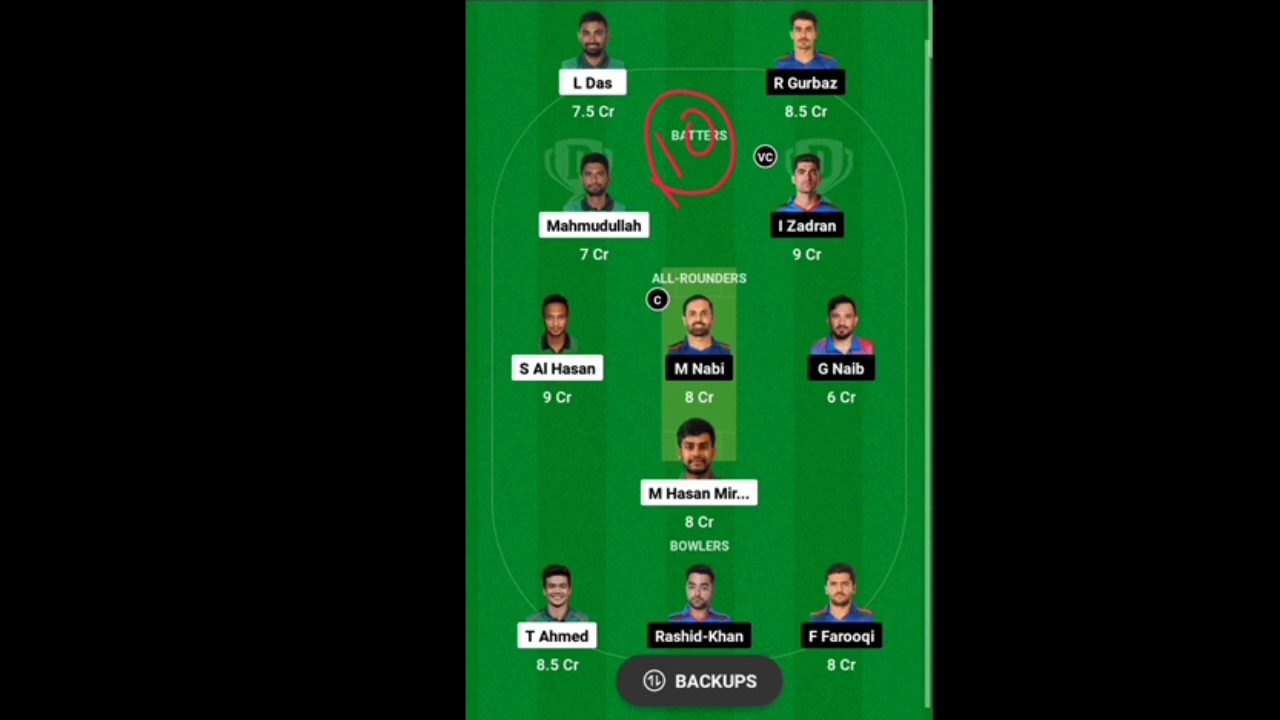 L Das R Gurbaz
7.5 Cr 8.5 Cr
10
BATTERS
VC
Mahmudullah I Zadran
7 Cr 9 Cr
ALL-ROUNDERS
C
S Al Hasan M Nabi G Naib
9 Cr 8 Cr 6 Cr
M Hasan Mir...
8 Cr
BOWLERS
T Ahmed Rashid-Khan F Farooqi
8.5 Cr 8 Cr
BACKUPS